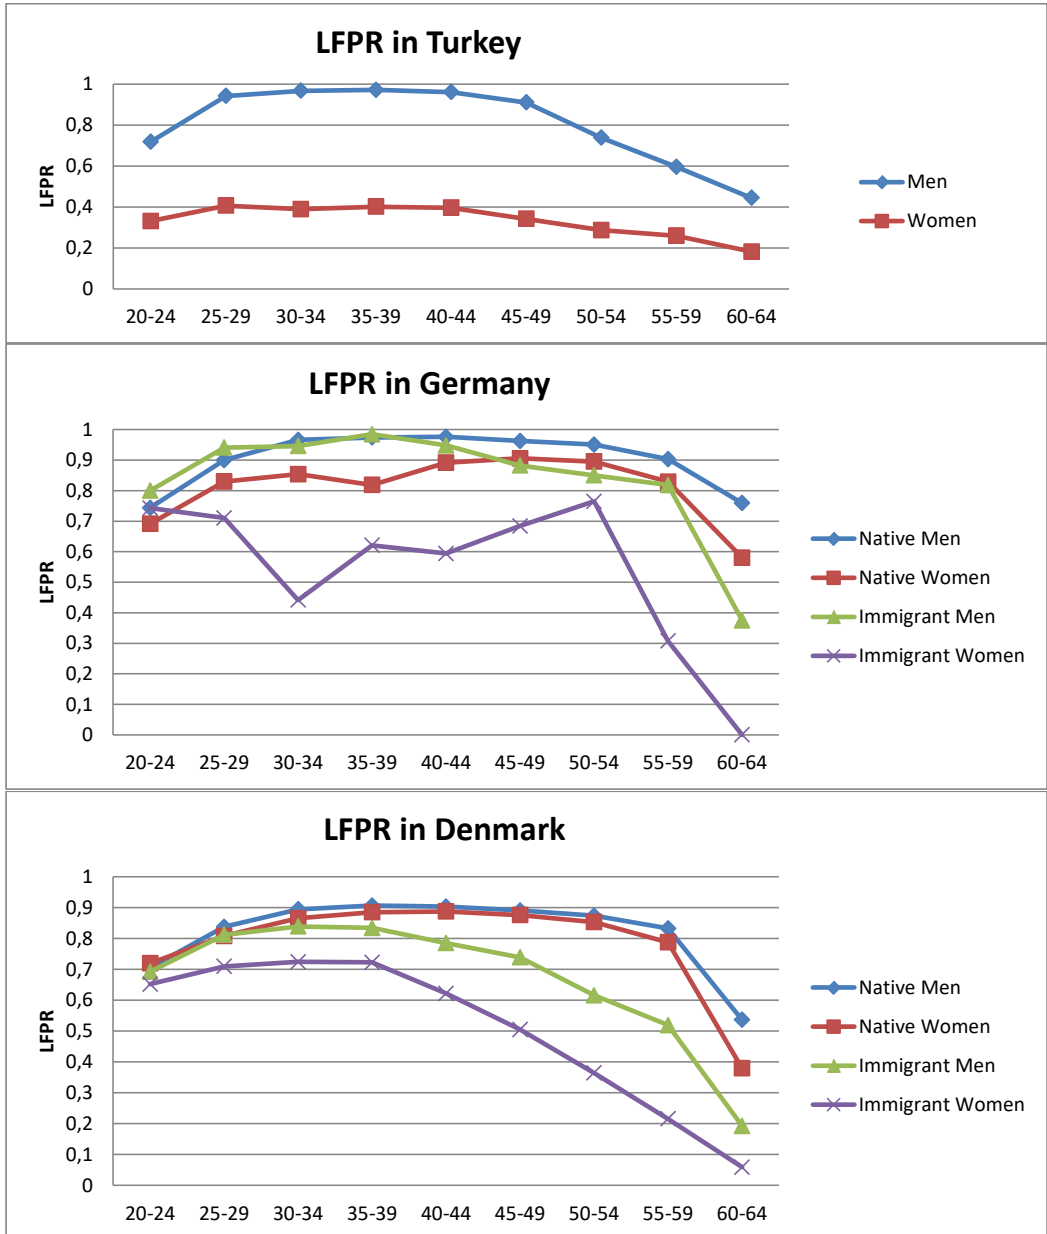 LFPR in Turkey
1
0,8
0,6
0,4
0,2
0
LFPR
20-24 25-29 30-34 35-39 40-44 45-49 50-54 55-59 60-64
Men
Women
LFPR in Germany
1
0,9
0,8
0,7
0,6
0,5
0,4
0,3
0,2
0,1
0
LFPR
20-24 25-29 30-34 35-39 40-44 45-49 50-54 55-59 60-64
Native Men
Native Women
Immigrant Men
Immigrant Women
LFPR in Denmark
1
0,9
0,8
0,7
0,6
0,5
0,4
0,3
0,2
0,1
0
LFPR
20-24 25-29 30-34 35-39 40-44 45-49 50-54 55-59 60-64
Native Men
Native Women
Immigrant Men
Immigrant Women